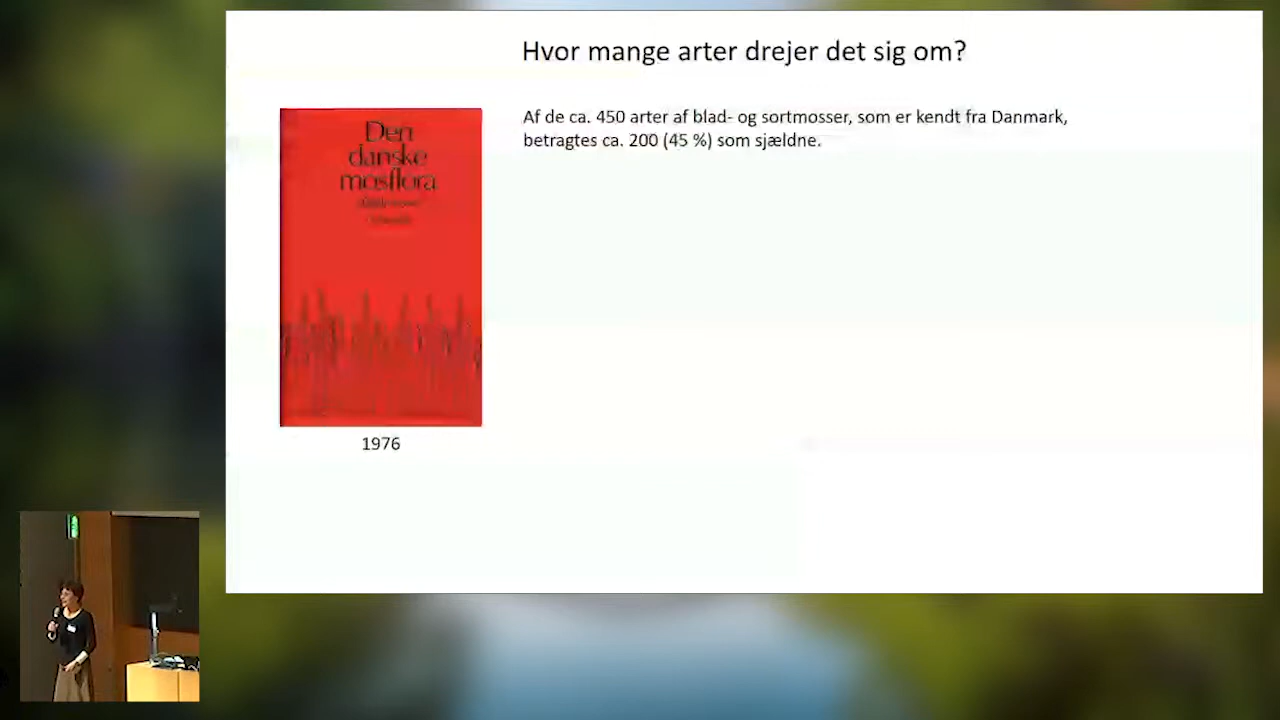 Hvor mange arter drejer det sig om?
Af de ca. 450 arter af blad- og sortmosser, som er kendt fra Danmark,
betragtes ca. 200 (45 %) som sjældne.
Den
danske
mosflora
1976